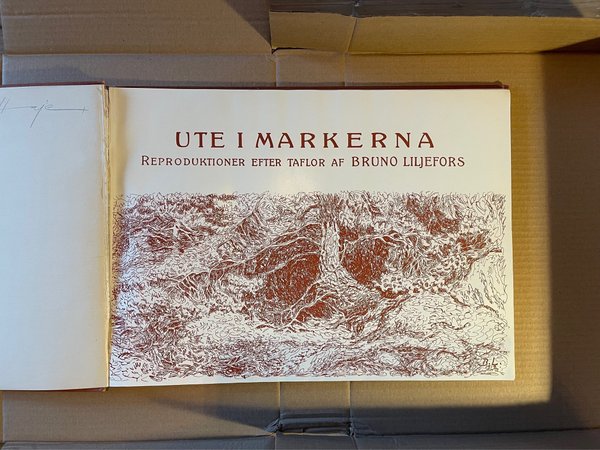 UTE I MARKERNA
REPRODUKTIONER EFTER TAFLOR AF BRUNO LILJEFORS